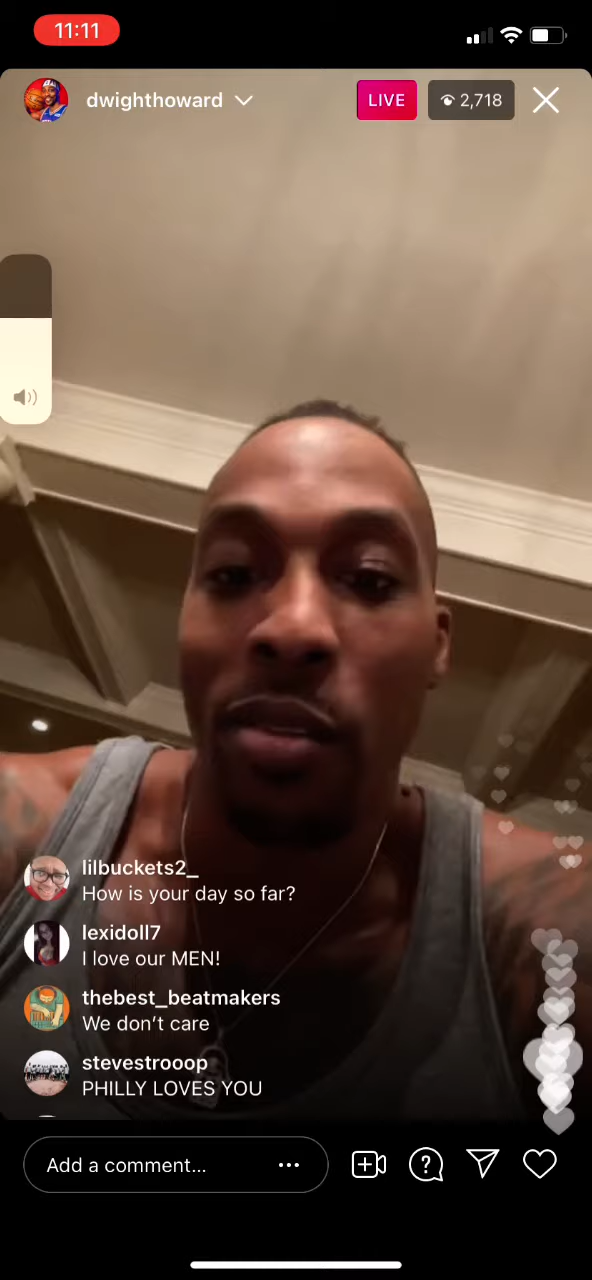 11:11
dwighthoward
LIVE
2,718
lilbuckets2_
How is your day so far?
lexidoll7
I love our MEN!
thebest_beatmakers
We don't care
stevestrooop
PHILLY LOVES YOU
Add a comment...